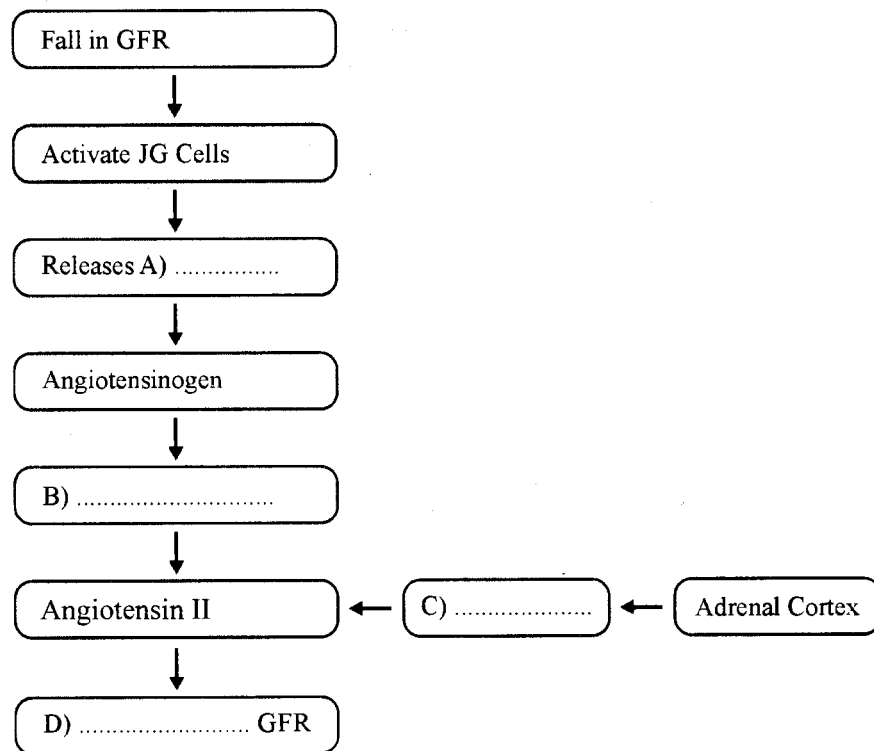 Fall in GFR
Activate JG Cells
Releases A) ................
Angiotensinogen
B) ..............................
Angiotensin II
C) .....................
Adrenal Cortex
D) .......................... GFR